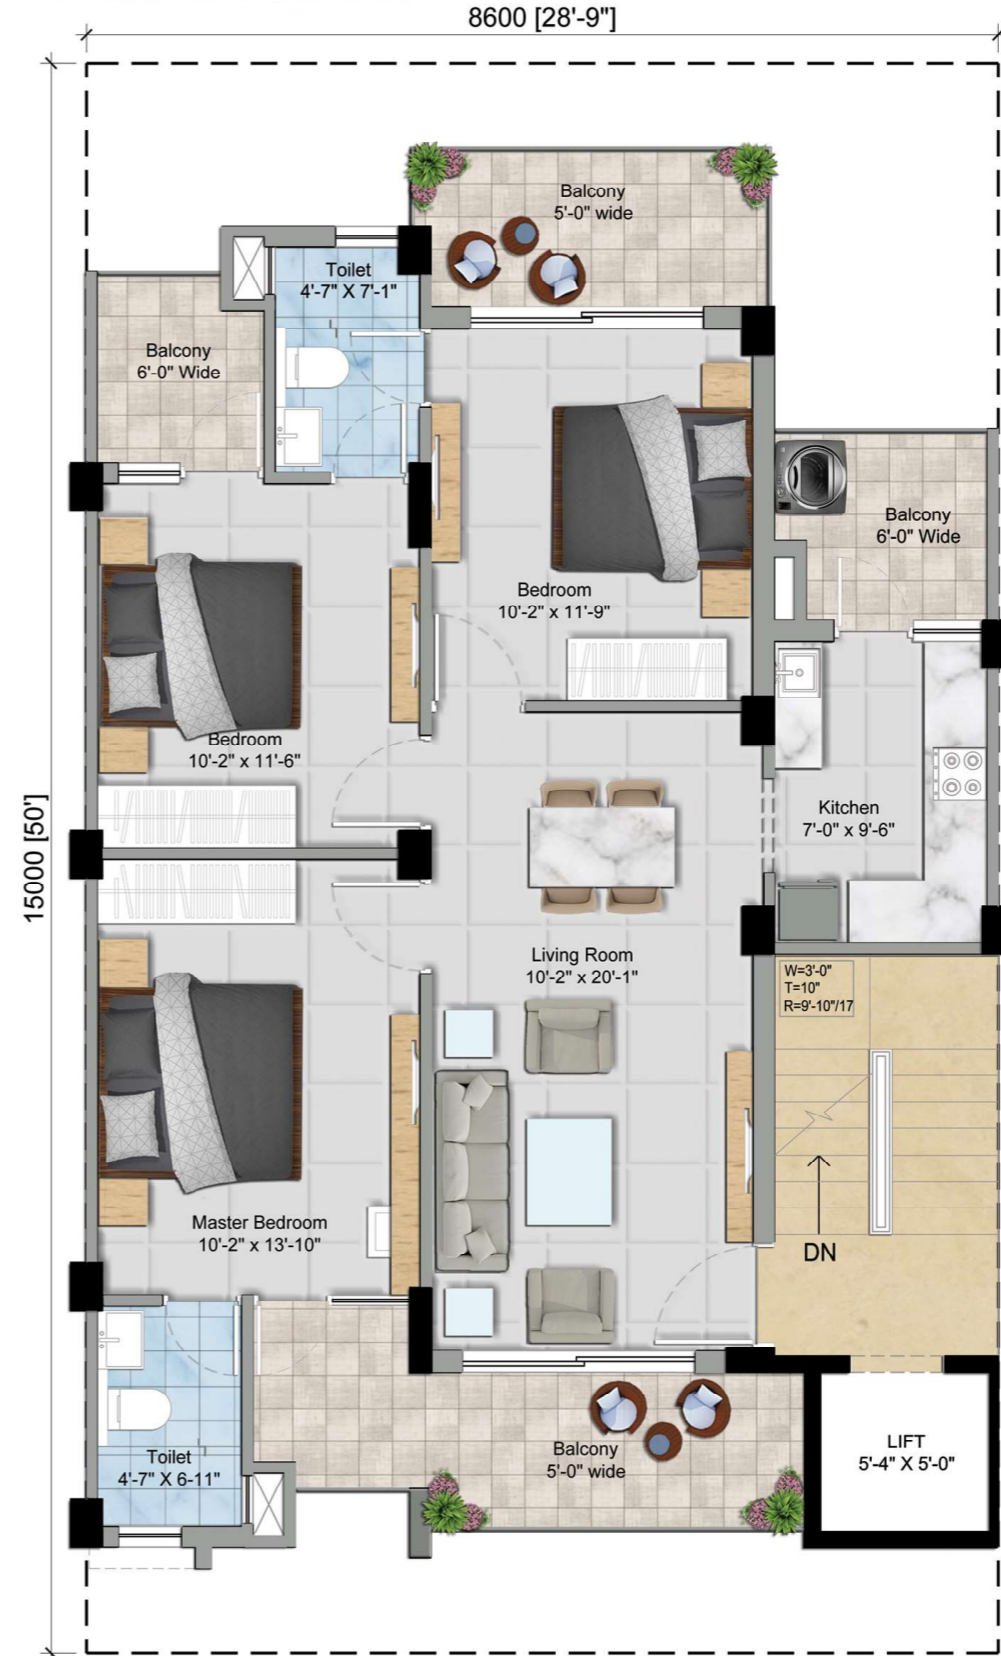 8600 [28'-9"]
Balcony
5'-0" wide
Toilet
4'-7" X 7'-1"
Balcony
6'-0" Wide
Balcony
6'-0" Wide
Bedroom
10'-2" x 11'-9"
Bedroom
10'-2" x 11'-6"
15000 [50']
Kitchen
7'-0" x 9'-6"
Living Room
10'-2" x 20'-1"
W=3'-0"
T=10"
R=9'-10"/17
Master Bedroom
10'-2" x 13'-10"
DN
Toilet
4'-7" X 6-11"
Balcony
5'-0" wide
LIFT
5'-4" X 5'-0"